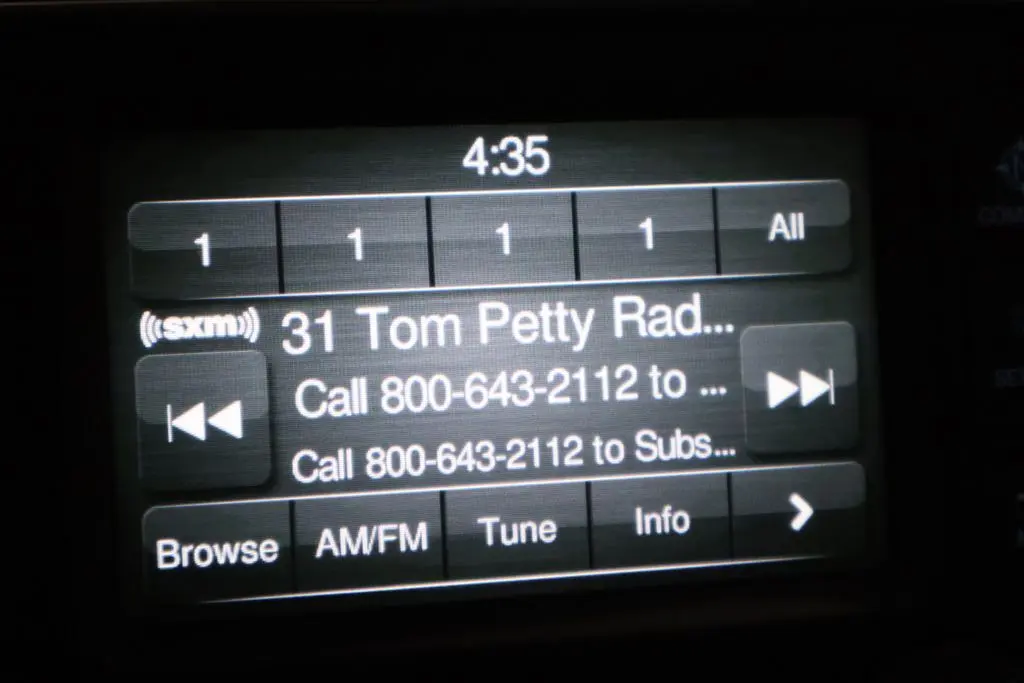 4:35
1 1 1 1 All
sxm 31 Tom Petty Rad...
Call 800-643-2112 to ...
Call 800-643-2112 to Subs...
Browse AM/FM Tune Info